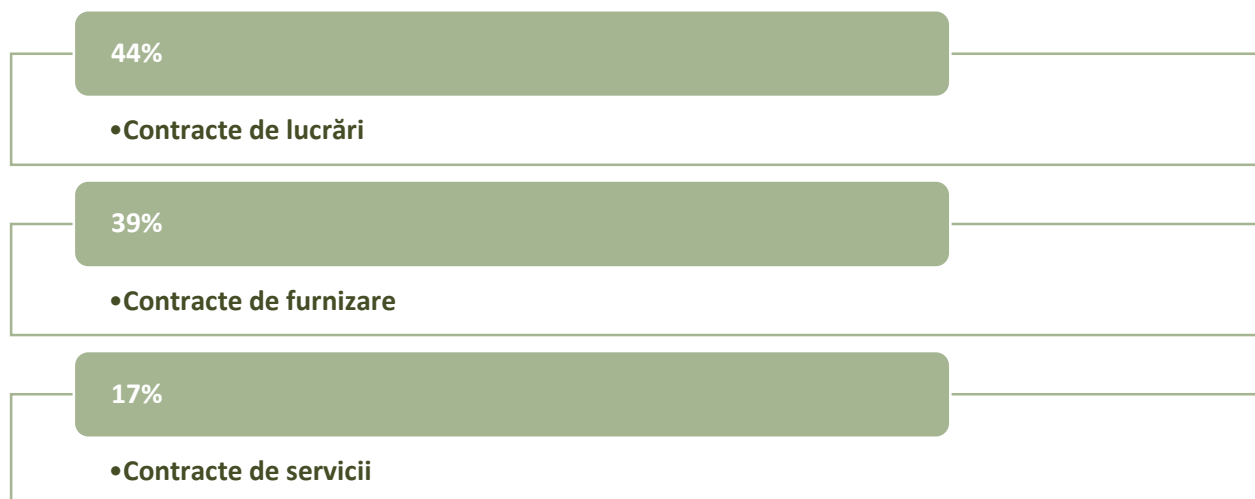 44%
•Contracte de lucrări
39%
•Contracte de furnizare
17%
•Contracte de servicii